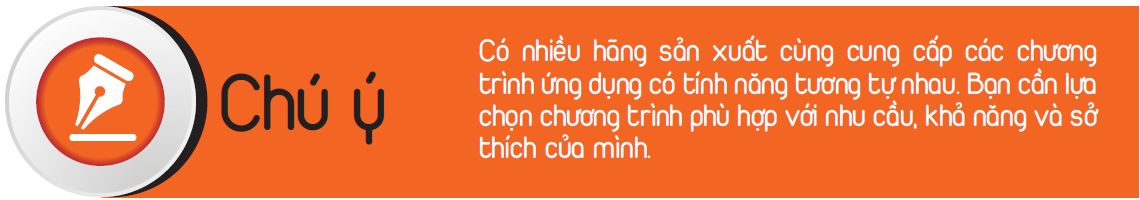 Chú ý
Có nhiều hãng sản xuất cùng cung cấp các chương
trình ứng dụng có tính năng tương tự nhau. Bạn cần lựa
chọn chương trình phù hợp với nhu cầu, khả năng và sở
thích của mình.